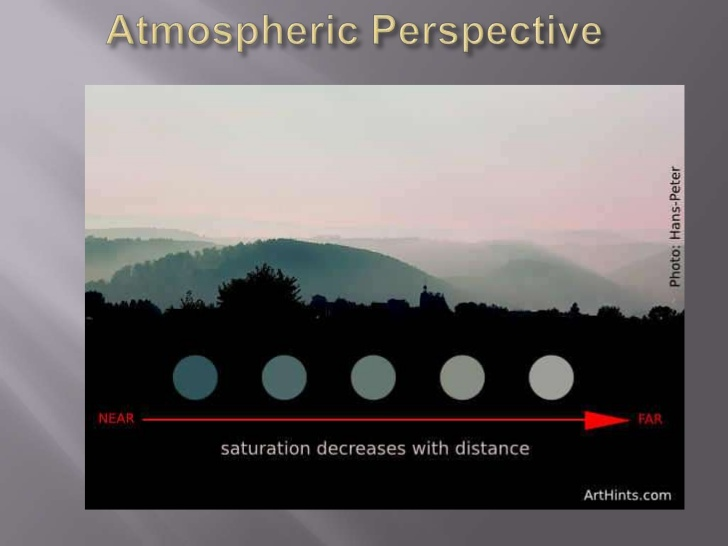 Atmospheric Perspective
Photo: Hans-Peter
NEAR
FAR
saturation decreases with distance
ArtHints.com